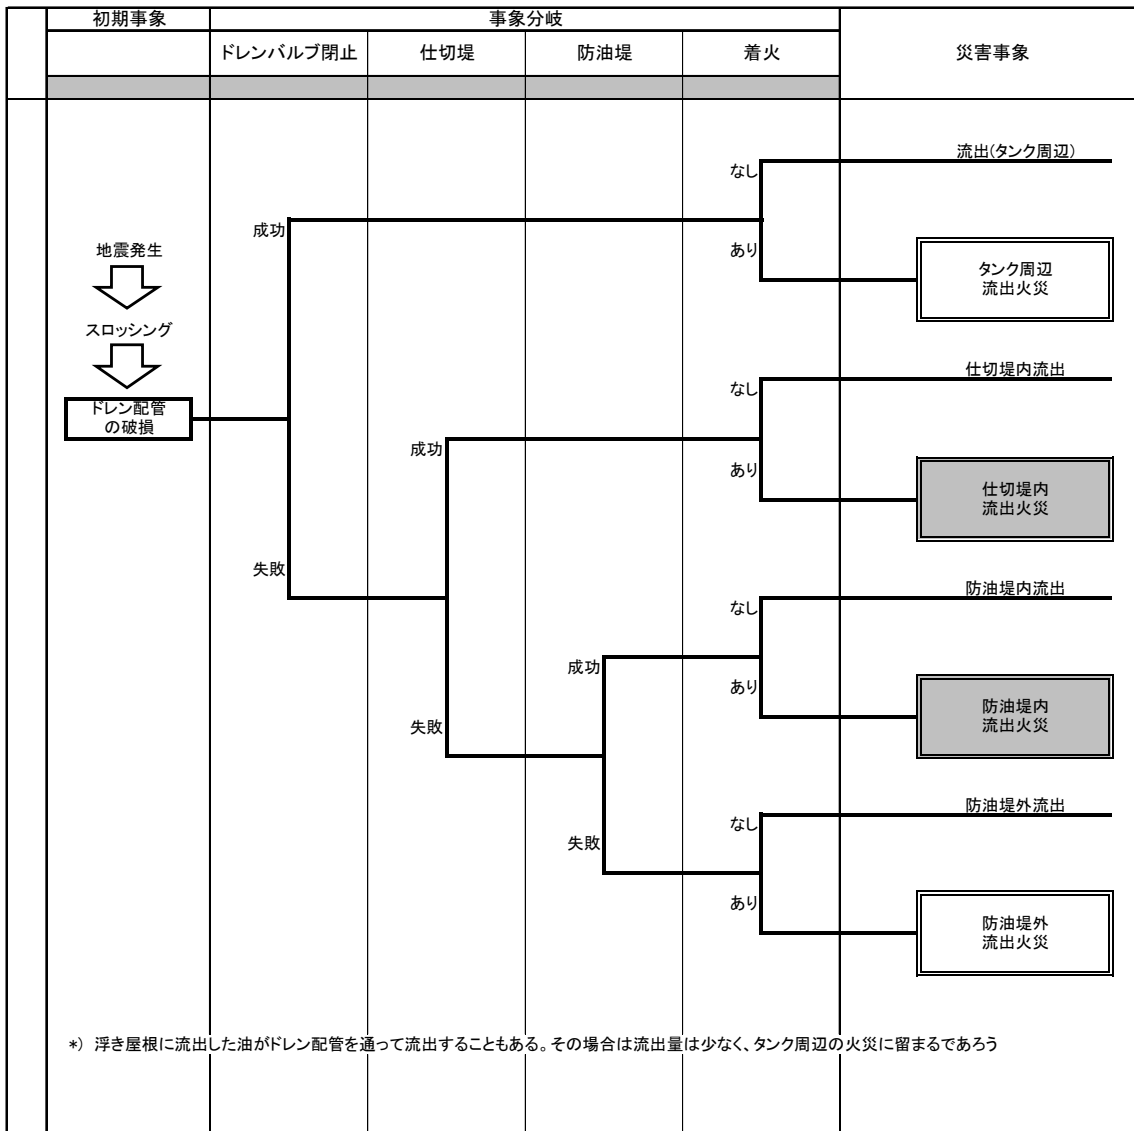 初期事象
事象分岐
ドレンバルブ閉止
仕切堤
防油堤
着火
災害事象
流出(タンク周辺)
なし
成功
あり
地震発生
タンク周辺
流出火災
スロッシング
仕切堤内流出
なし
ドレン配管
の破損
成功
あり
仕切堤内
流出火災
失敗
防油堤内流出
なし
成功
あり
防油堤内
流出火災
失敗
防油堤外流出
なし
失敗
あり
防油堤外
流出火災
*) 浮き屋根に流出した油がドレン配管を通って流出することもある。その場合は流出量は少なく、タンク周辺の火災に留まるであろう